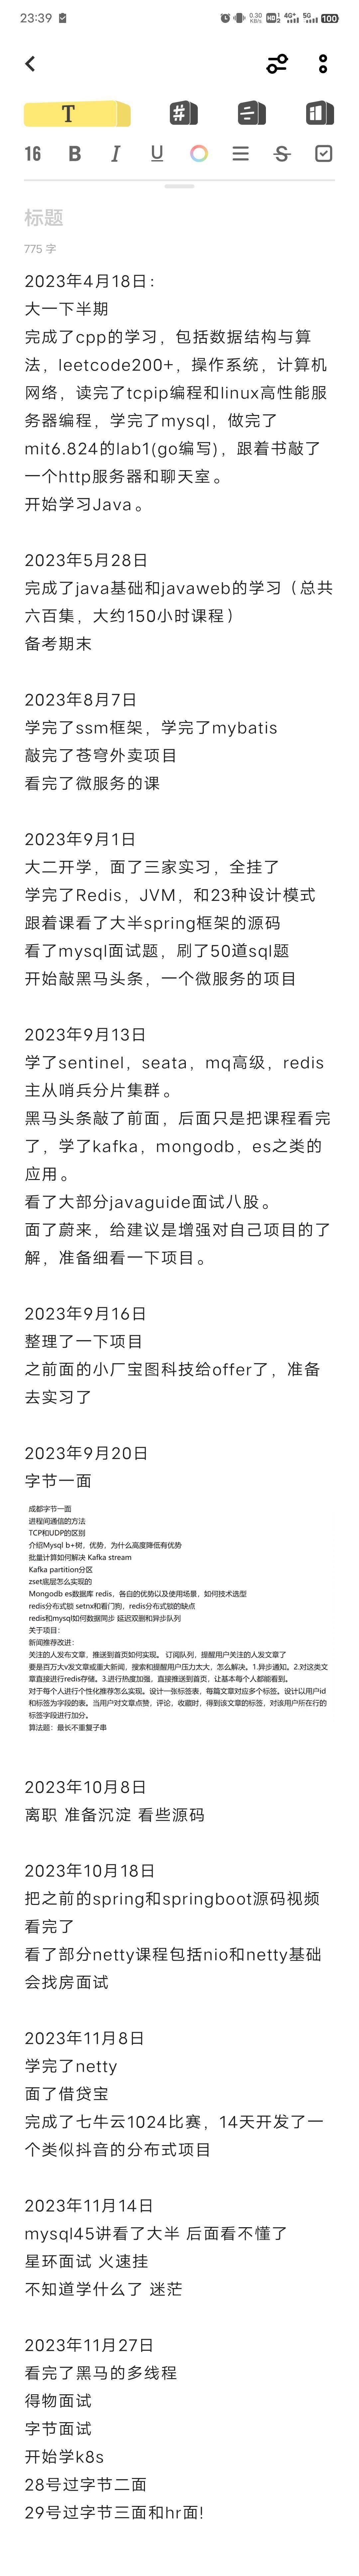 23:39
0.30
KB/s
HD
4G+
5G
100
T
#
16 B I U S
标题
775 字
2023年4月18日：
大一下半期
完成了cpp的学习，包括数据结构与算
法，leetcode200+，操作系统，计算机
网络，读完了tcpip编程和linux高性能服
务器编程，学完了mysql，做完了
mit6.824的lab1(go编写)，跟着书敲了
一个http服务器和聊天室。
开始学习Java。
2023年5月28日
完成了java基础和javaweb的学习（总共
六百集，大约150小时课程）
备考期末
2023年8月7日
学完了ssm框架，学完了mybatis
敲完了苍穹外卖项目
看完了微服务的课
2023年9月1日
大二开学，面了三家实习，全挂了
学完了Redis，JVM，和23种设计模式
跟着课看了大半spring框架的源码
看了mysql面试题，刷了50道sql题
开始敲黑马头条，一个微服务的项目
2023年9月13日
学了sentinel，seata，mq高级，redis
主从哨兵分片集群。
黑马头条敲了前面，后面只是把课程看完
了，学了kafka，mongodb，es之类的
应用。
看了大部分javaguide面试八股。
面了蔚来，给建议是增强对自己项目的了
解，准备细看一下项目。
2023年9月16日
整理了一下项目
之前面的小厂宝图科技给offer了，准备
去实习了
2023年9月20日
字节一面
成都字节一面
进程间通信的方法
TCP和UDP的区别
介绍Mysql b+树，优势，为什么高度降低有优势
批量计算如何解决 Kafka stream
Kafka partition分区
zset底层怎么实现的
Mongodb es数据库 redis，各自的优势以及使用场景，如何技术选型
redis分布式锁 setnx和看门狗，redis分布式锁的缺点
redis和mysql如何数据同步 延迟双删和异步队列
关于项目：
新闻推荐改进：
关注的人发布文章，推送到首页如何实现。 订阅队列，提醒用户关注的人发文章了
要是百万大v发文章或重大新闻，搜索和提醒用户压力太大，怎么解决。1.异步通知。2.对这类文
章直接进行redis存储。3.进行热度加强，直接推送到首页，让基本每个人都能看到。
对于每个人进行个性化推荐怎么实现。设计一张标签表，每篇文章对应多个标签。设计以用户id
和标签为字段的表。当用户对文章点赞，评论，收藏时，得到该文章的标签，对该用户所在行的
标签字段进行加分。
算法题：最长不重复子串
2023年10月8日
离职 准备沉淀 看些源码
2023年10月18日
把之前的spring和springboot源码视频
看完了
看了部分netty课程包括nio和netty基础
会找房面试
2023年11月8日
学完了netty
面了借贷宝
完成了七牛云1024比赛，14天开发了一
个类似抖音的分布式项目
2023年11月14日
mysql45讲看了大半 后面看不懂了
星环面试 火速挂
不知道学什么了 迷茫
2023年11月27日
看完了黑马的多线程
得物面试
字节面试
开始学k8s
28号过字节二面
29号过字节三面和hr面!